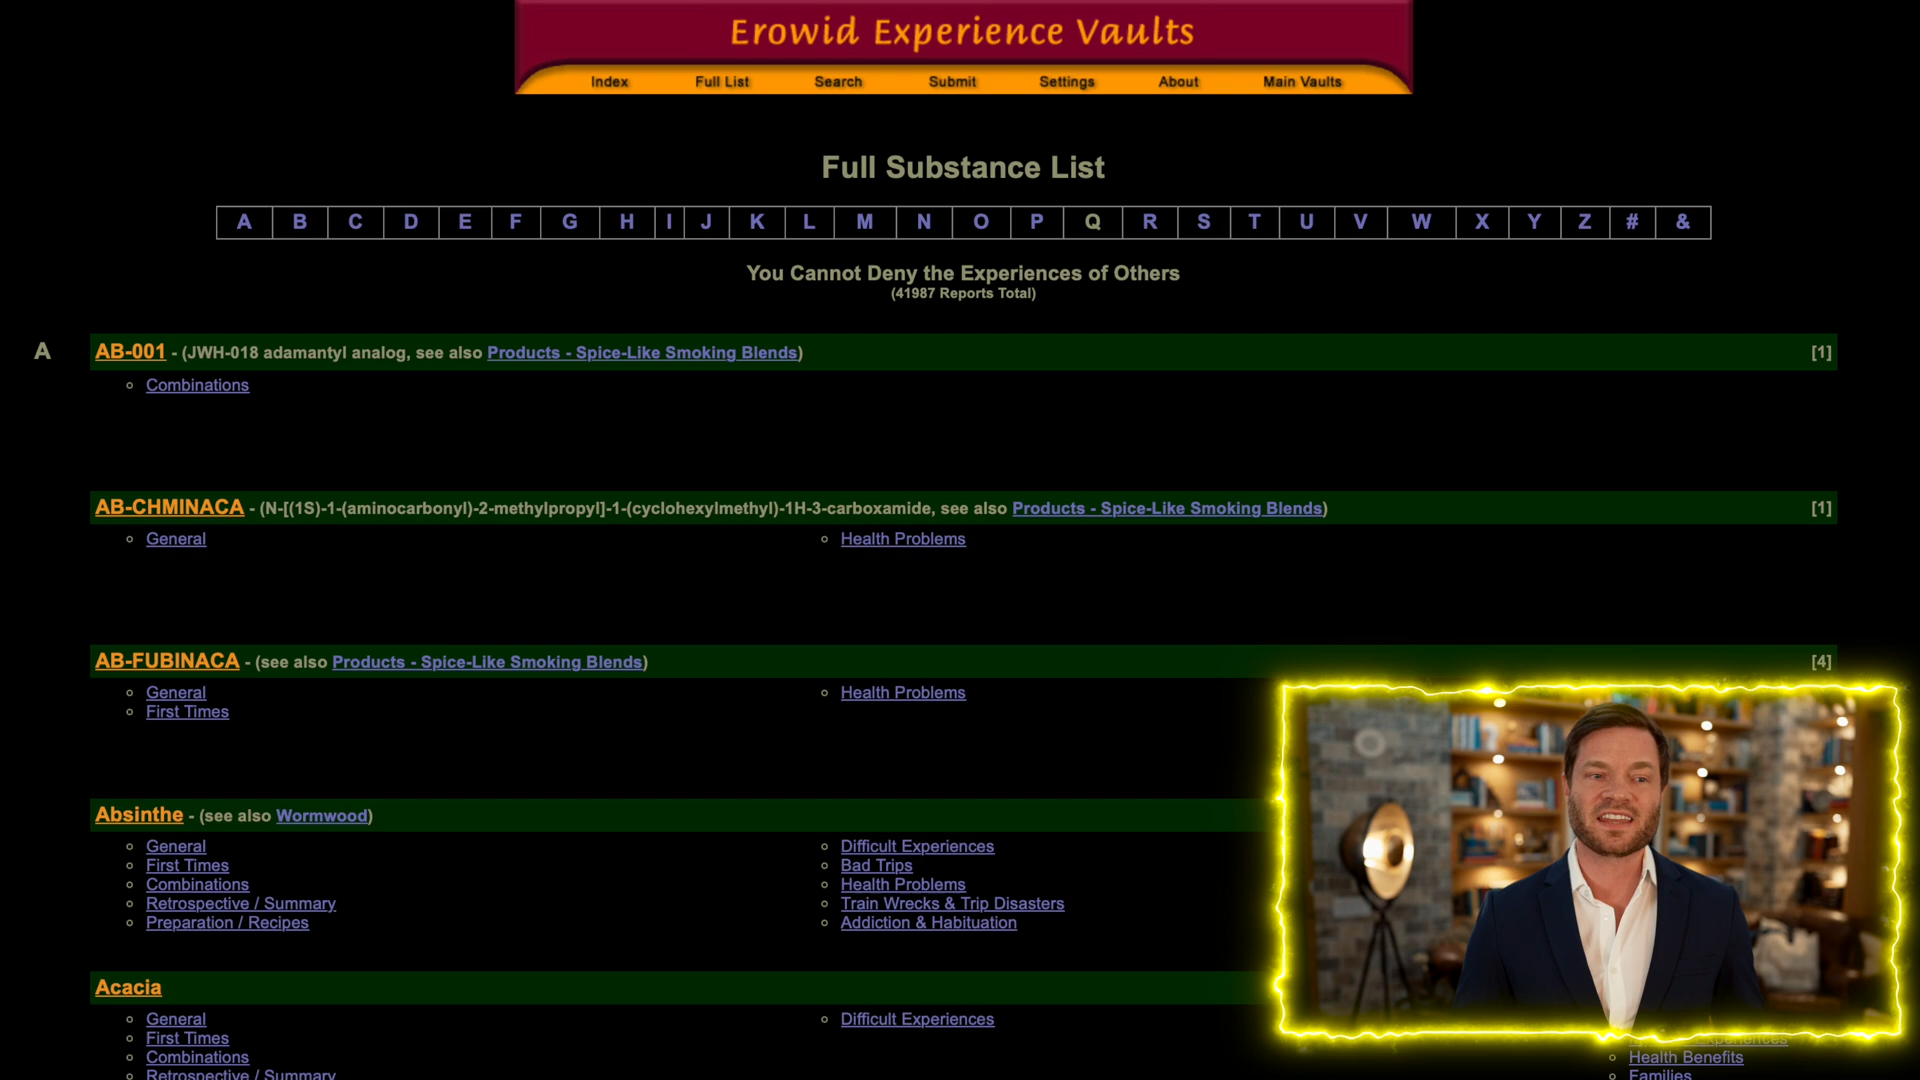 Erowid Experience Vaults
Index Full List Search Submit Settings About Main Vaults
Full Substance List
A B C D E F G H I J K L M N O P Q R S T U V W X Y Z # &
You Cannot Deny the Experiences of Others
(41987 Reports Total)
A
AB-001 - (JWH-018 adamantyl analog, see also Products - Spice-Like Smoking Blends) [1]
Combinations
AB-CHMINACA - (N-[(1S)-1-(aminocarbonyl)-2-methylpropyl]-1-(cyclohexylmethyl)-1H-3-carboxamide, see also Products - Spice-Like Smoking Blends) [1]
General
Health Problems
AB-FUBINACA - (see also Products - Spice-Like Smoking Blends) [4]
General
First Times
Health Problems
Absinthe - (see also Wormwood)
General
First Times
Combinations
Retrospective / Summary
Preparation / Recipes
Difficult Experiences
Bad Trips
Health Problems
Train Wrecks & Trip Disasters
Addiction & Habituation
Acacia
General
First Times
Combinations
Retrospective / Summary
Difficult Experiences
Experiences
Health Benefits
Families